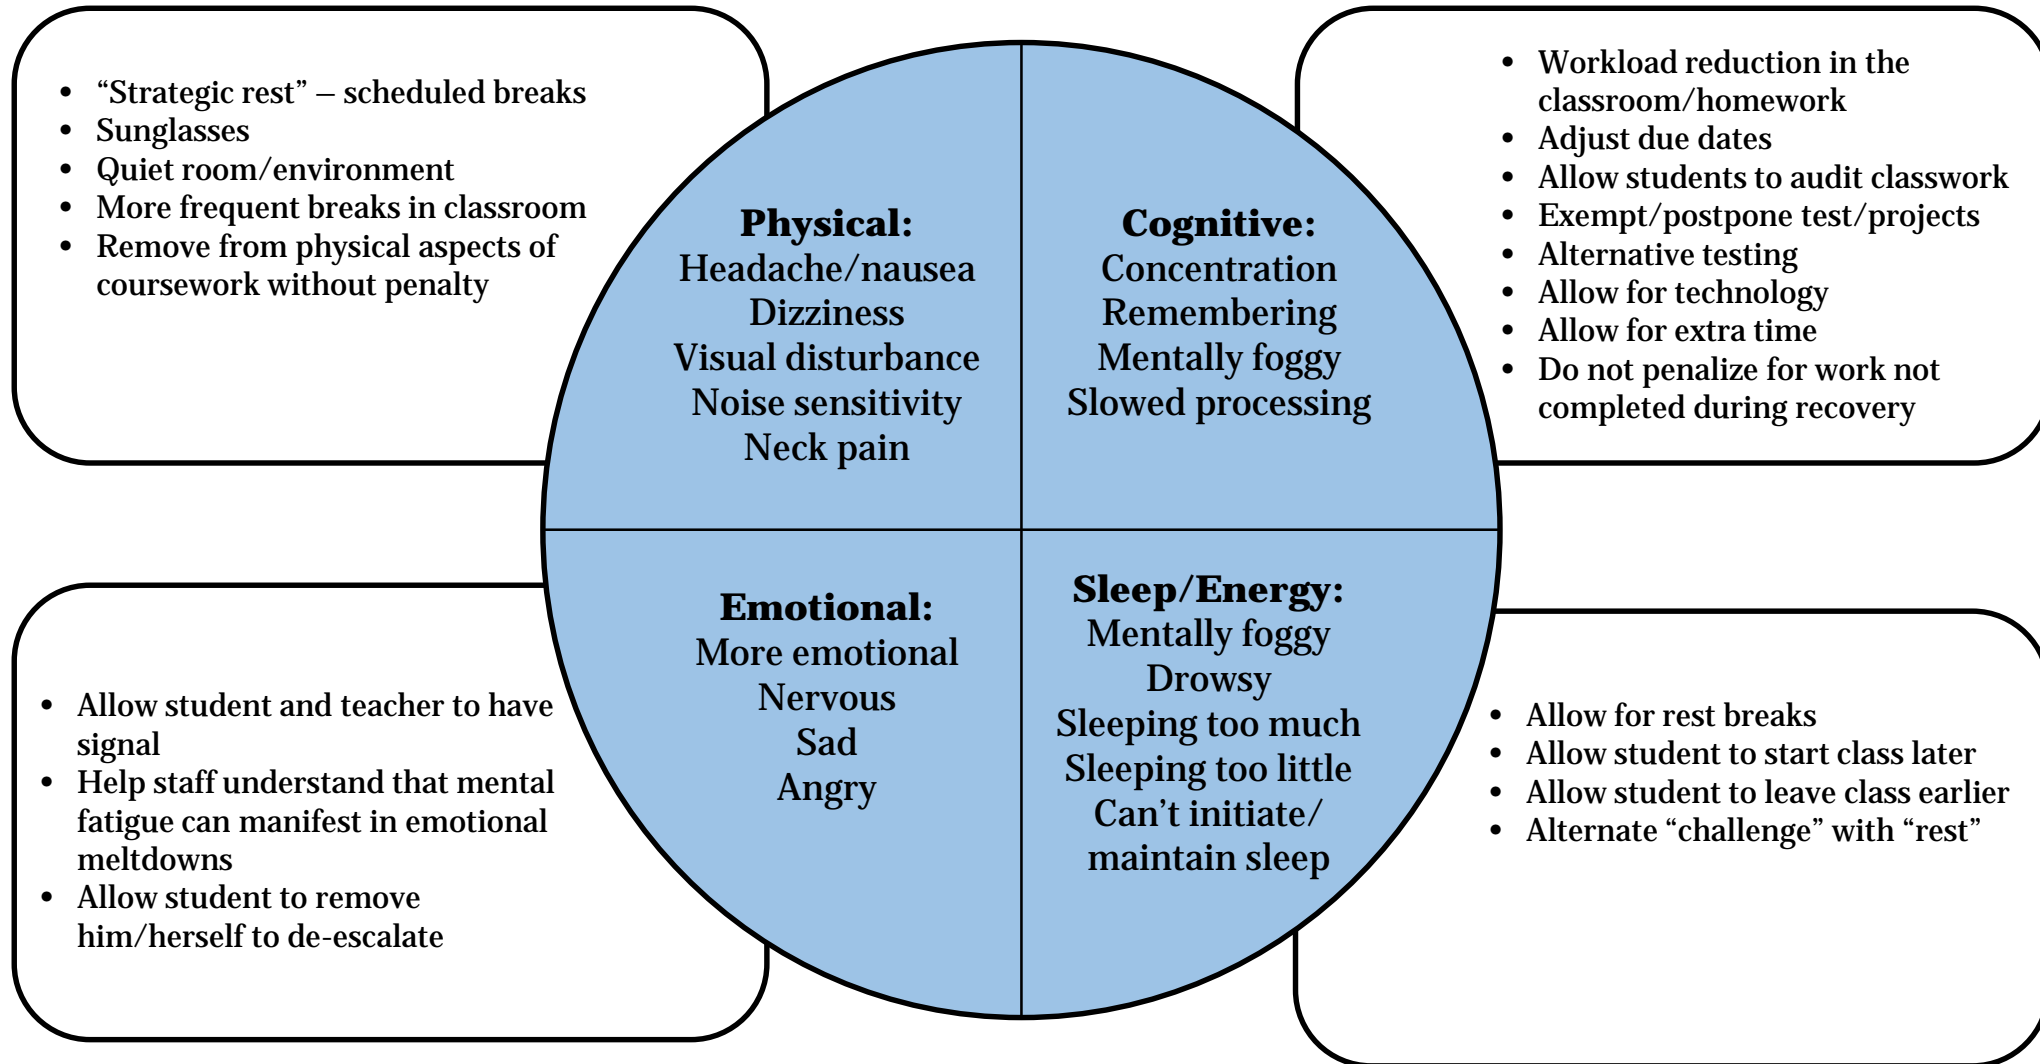 • “Strategic rest” – scheduled breaks
• Sunglasses
• Quiet room/environment
• More frequent breaks in classroom
• Remove from physical aspects of
coursework without penalty
Physical:
Headache/nausea
Dizziness
Visual disturbance
Noise sensitivity
Neck pain
Cognitive:
Concentration
Remembering
Mentally foggy
Slowed processing
• Workload reduction in the
classroom/homework
• Adjust due dates
• Allow students to audit classwork
• Exempt/postpone test/projects
• Alternative testing
• Allow for technology
• Allow for extra time
• Do not penalize for work not
completed during recovery
• Allow student and teacher to have
signal
• Help staff understand that mental
fatigue can manifest in emotional
meltdowns
• Allow student to remove
him/herself to de-escalate
Emotional:
More emotional
Nervous
Sad
Angry
Sleep/Energy:
Mentally foggy
Drowsy
Sleeping too much
Sleeping too little
Can’t initiate/
maintain sleep
• Allow for rest breaks
• Allow student to start class later
• Allow student to leave class earlier
• Alternate “challenge” with “rest”